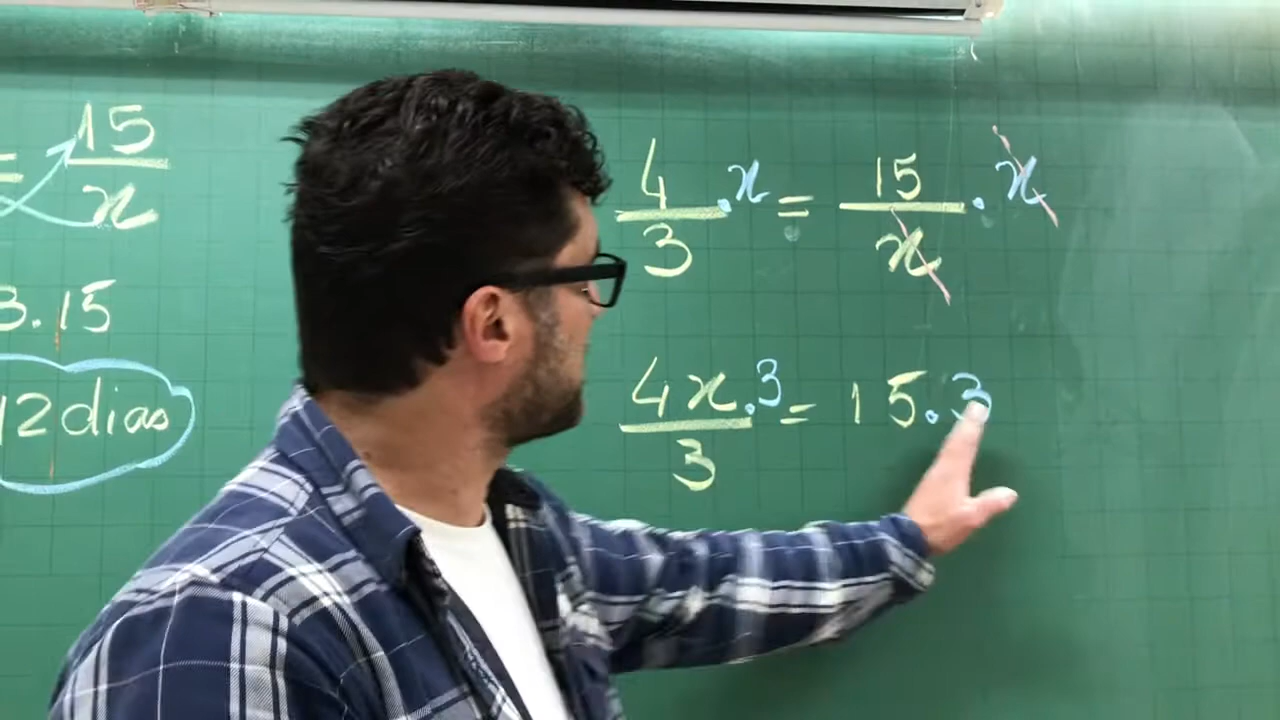 = 15/x
3.15
12 dias
4/3 .x = 15/x . x
4x/3 .3 = 15.3